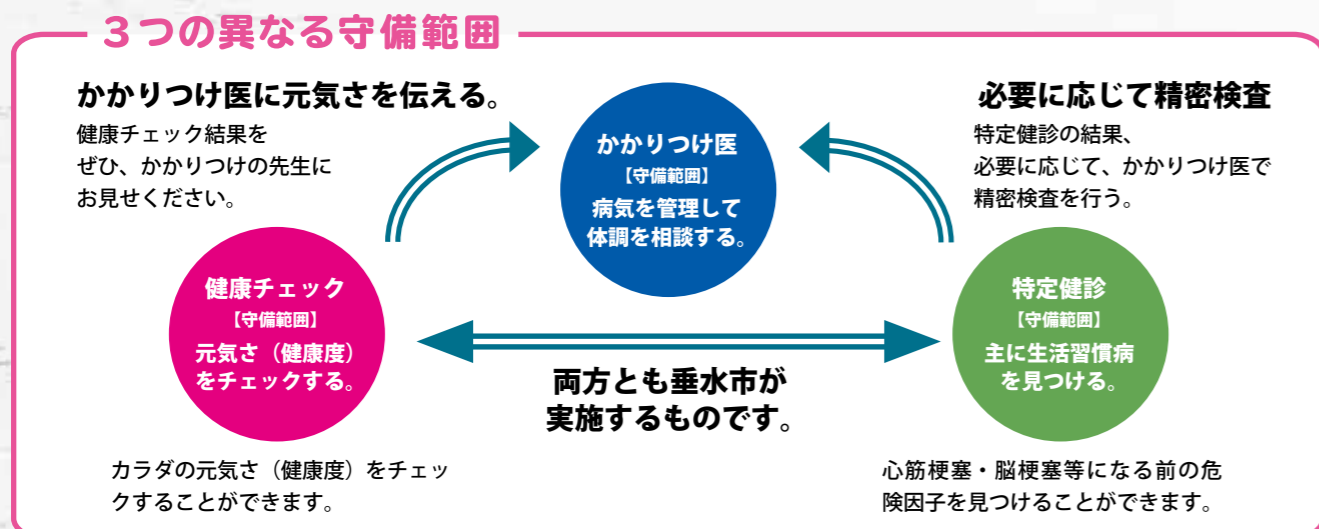 ３つの異なる守備範囲
かかりつけ医に元気さを伝える。
健康チェック結果を
ぜひ、かかりつけの先生に
お見せください。
かかりつけ医
【守備範囲】
病気を管理して
体調を相談する。
必要に応じて精密検査
特定健診の結果、
必要に応じて、かかりつけ医で
精密検査を行う。
健康チェック
【守備範囲】
元気さ（健康度）
をチェックする。
両方とも垂水市が
実施するものです。
特定健診
【守備範囲】
主に生活習慣病
を見つける。
カラダの元気さ（健康度）をチェッ
クすることができます。
心筋梗塞・脳梗塞等になる前の危
険因子を見つけることができます。